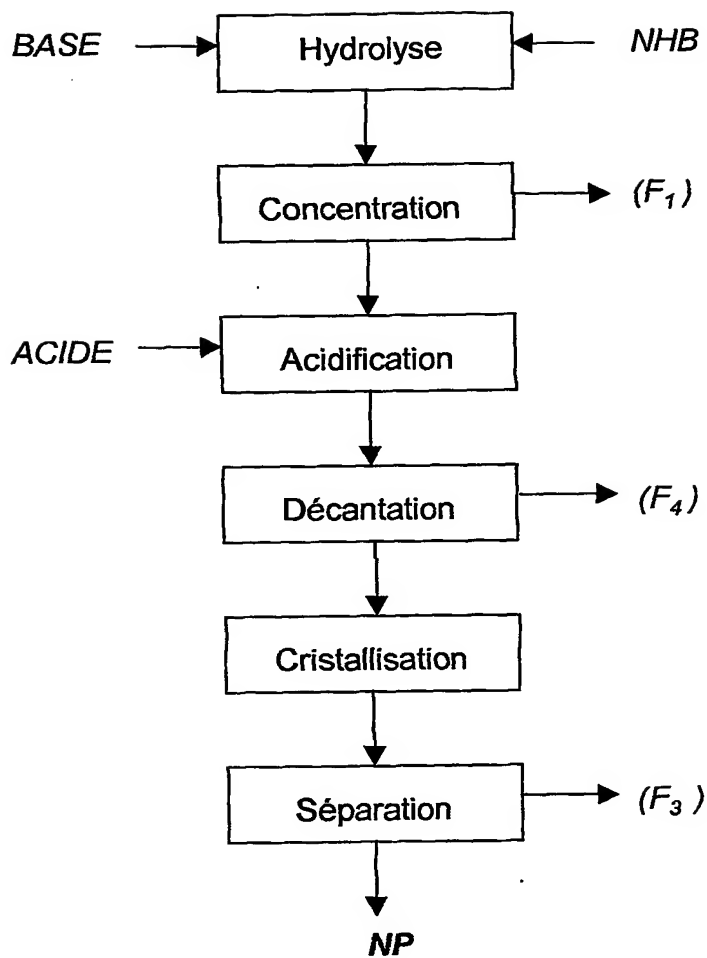 BASE Hydrolyse NHB
Concentration (F₁)
ACIDE Acidification
Décantation (F₄)
Cristallisation
Séparation (F₃)
NP